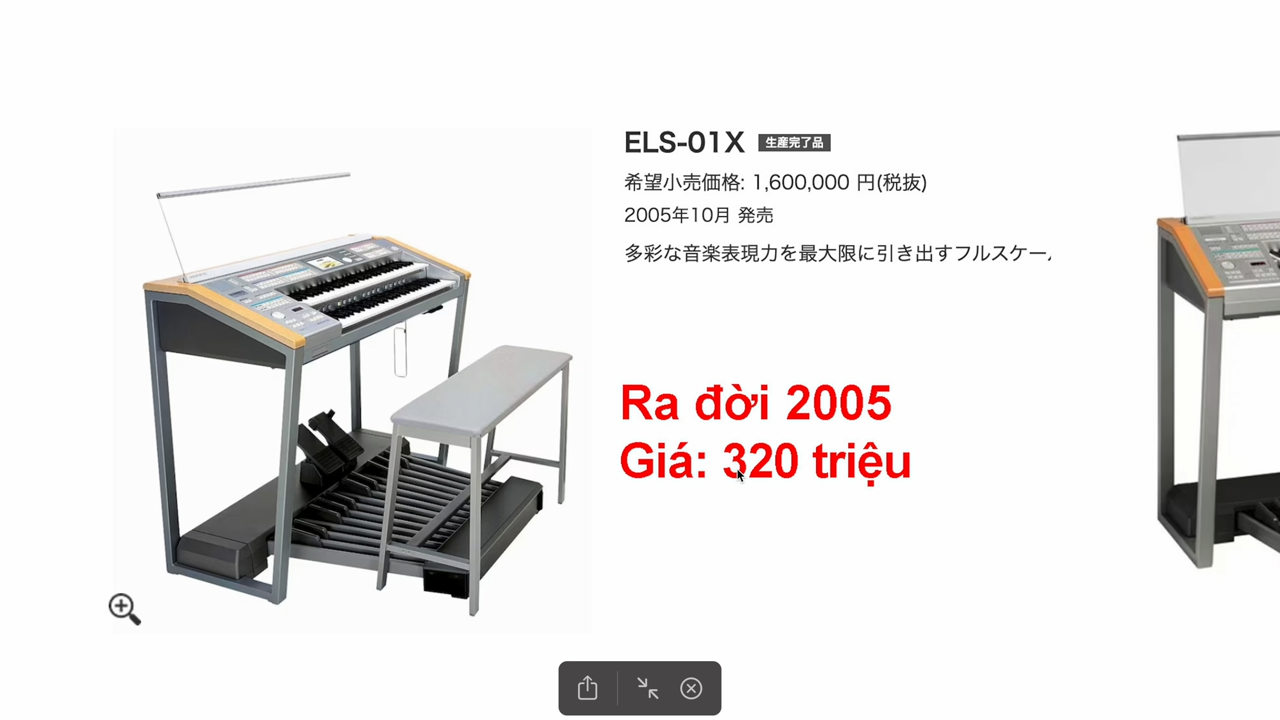 ELS-01X 生産完了品
希望小売価格: 1,600,000 円(税抜)
2005年10月 発売
多彩な音楽表現力を最大限に引き出すフルスケー
Ra đời 2005
Giá: 320 triệu